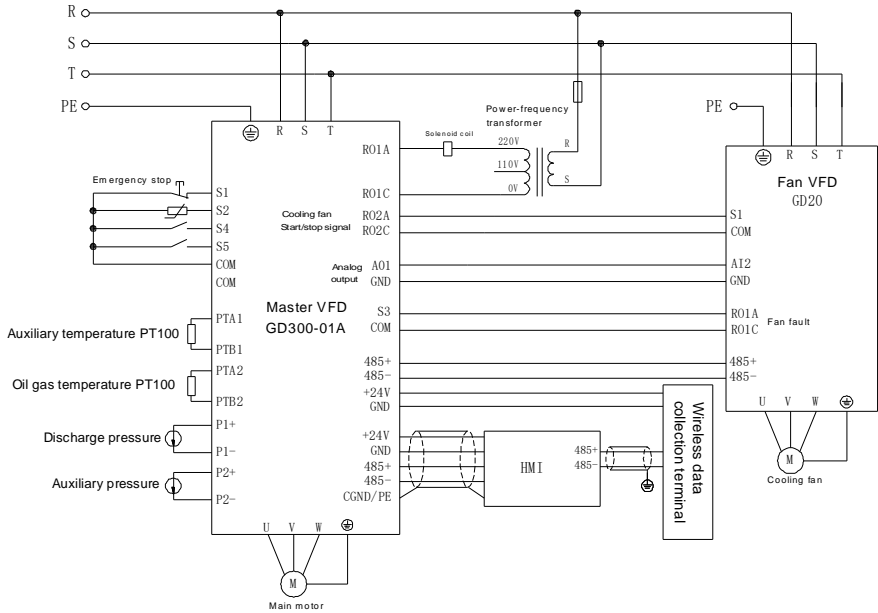 R
S
T
PE
PE
Power-frequency
transformer
Solenoid coil
220V
110V
0V
R
S
R S T
RO1A
RO1C
Emergency stop
S1
S2
S4
S5
COM
COM
Cooling fan
Start/stop signal
RO2A
RO2C
Analog
output
AO1
GND
Master VFD
GD300-01A
S3
COM
485+
485-
+24V
GND
+24V
GND
485+
485-
CGND/PE
Auxiliary temperature PT100
PTA1
PTB1
Oil gas temperature PT100
PTA2
PTB2
Discharge pressure
P1+
P1-
Auxiliary pressure
P2+
P2-
U V W
M
Main motor
HMI
485+
485-
Wireless data
collection terminal
R S T
Fan VFD
GD20
S1
COM
AI2
GND
RO1A
RO1C
Fan fault
485+
485-
U V W
M
Cooling fan